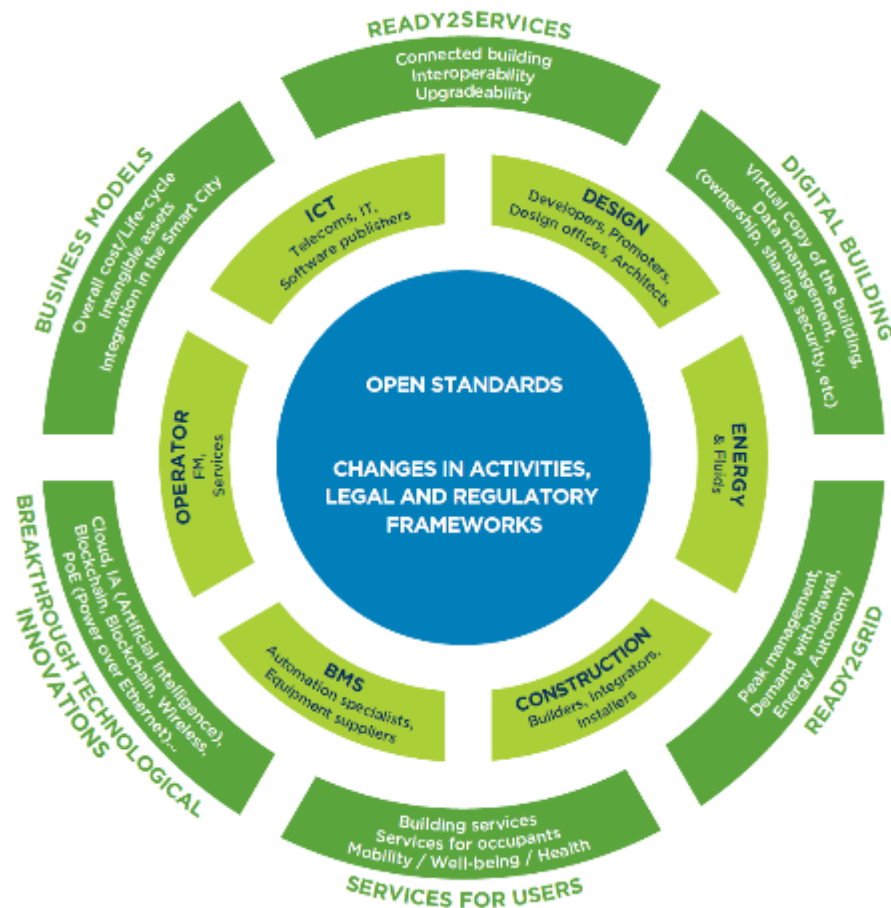 READY2SERVICES
Connected building
Interoperability
Upgradeability
DIGITAL BUILDING
Virtual copy of the building,
Data management,
(ownership, sharing, security, etc)
READY2GRID
Peak management,
Demand withdrawal,
Energy Autonomy
SERVICES FOR USERS
Building services
Services for occupants
Mobility / Well-being / Health
BREAKTHROUGH TECHNOLOGICAL
INNOVATIONS
Cloud, IA (Artificial Intelligence),
Blockchain, Blockchain, Wireless,
PoE (Power over Ethernet)...
BUSINESS MODELS
Overall cost/Life-cycle
Intangible assets
Integration in the Smart City
ICT
Telecoms, IT,
Software publishers
DESIGN
Developers, Promoters,
Design offices, Architects
ENERGY
& Fluids
CONSTRUCTION
Builders, Integrators,
Installers
BMS
Automation specialists,
Equipment suppliers
OPERATOR
FM,
Services
OPEN STANDARDS
CHANGES IN ACTIVITIES,
LEGAL AND REGULATORY
FRAMEWORKS